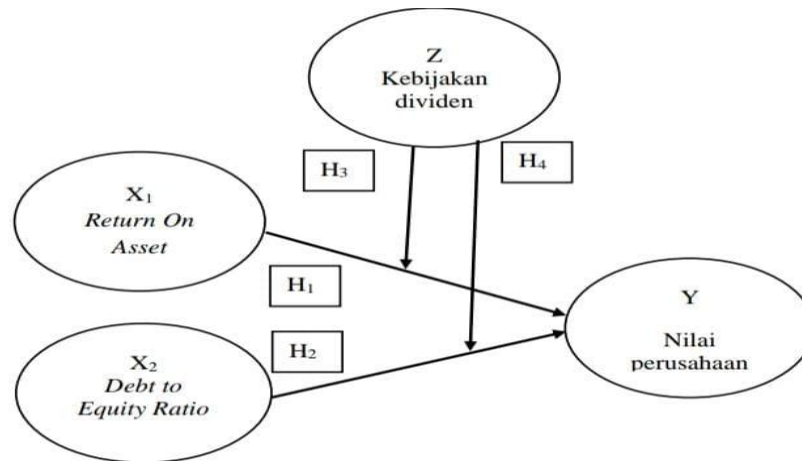 Z
Kebijakan
dividen
H₃
H₄
X₁
Return On
Asset
H₁
Y
Nilai
perusahaan
H₂
X₂
Debt to
Equity Ratio